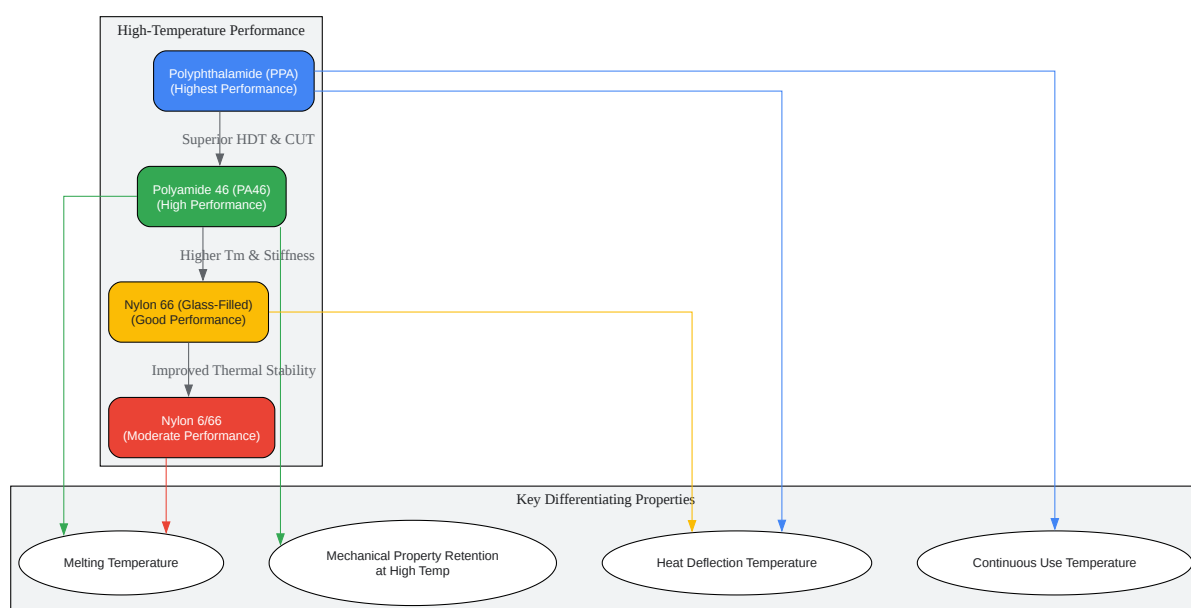 High-Temperature Performance
Polyphthalamide (PPA)
(Highest Performance)
Superior HDT & CUT
Polyamide 46 (PA46)
(High Performance)
Higher Tm & Stiffness
Nylon 66 (Glass-Filled)
(Good Performance)
Improved Thermal Stability
Nylon 6/66
(Moderate Performance)
Key Differentiating Properties
Melting Temperature
Mechanical Property Retention
at High Temp
Heat Deflection Temperature
Continuous Use Temperature